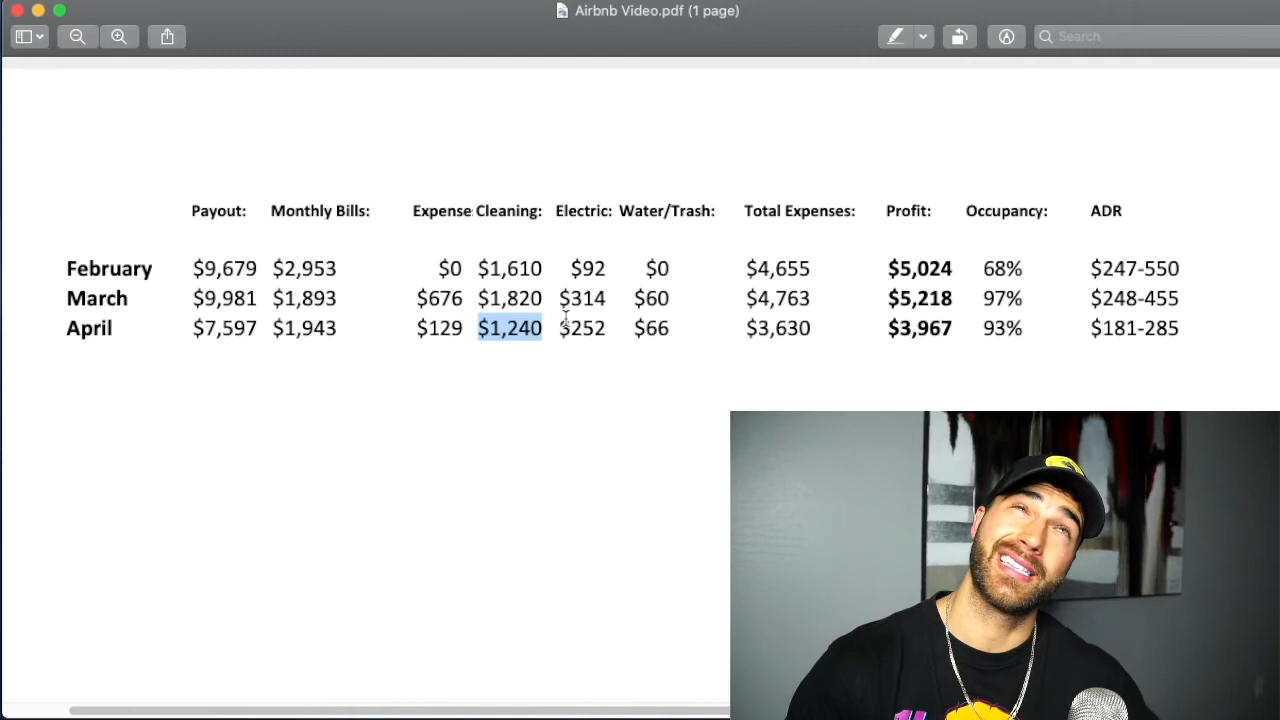 Airbnb Video.pdf (1 page)
Search
Payout: Monthly Bills: Expense Cleaning: Electric: Water/Trash: Total Expenses: Profit: Occupancy: ADR
February $9,679 $2,953 $0 $1,610 $92 $0 $4,655 $5,024 68% $247-550
March $9,981 $1,893 $676 $1,820 $314 $60 $4,763 $5,218 97% $248-455
April $7,597 $1,943 $129 $1,240 $252 $66 $3,630 $3,967 93% $181-285